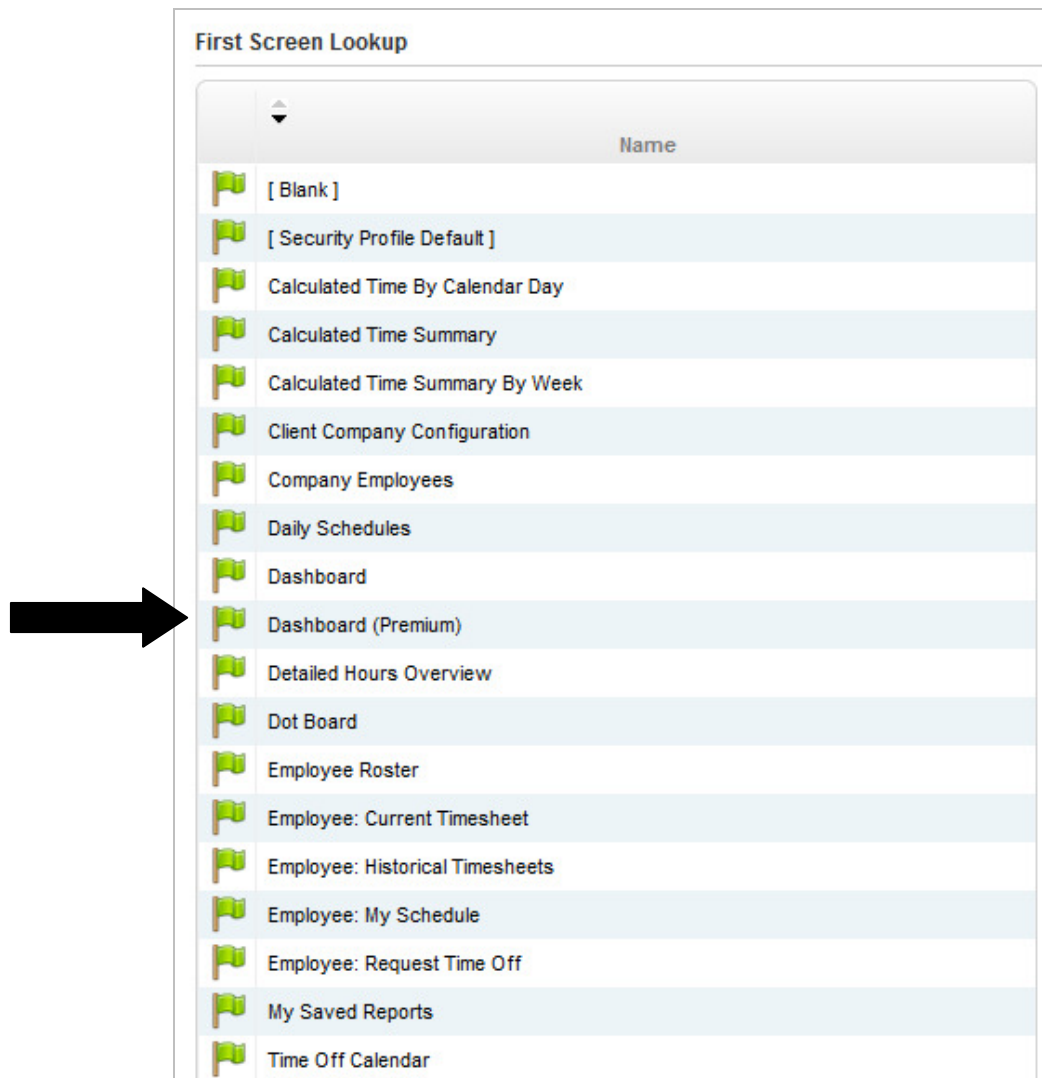 First Screen Lookup
Name
[ Blank ]
[ Security Profile Default ]
Calculated Time By Calendar Day
Calculated Time Summary
Calculated Time Summary By Week
Client Company Configuration
Company Employees
Daily Schedules
Dashboard
Dashboard (Premium)
Detailed Hours Overview
Dot Board
Employee Roster
Employee: Current Timesheet
Employee: Historical Timesheets
Employee: My Schedule
Employee: Request Time Off
My Saved Reports
Time Off Calendar